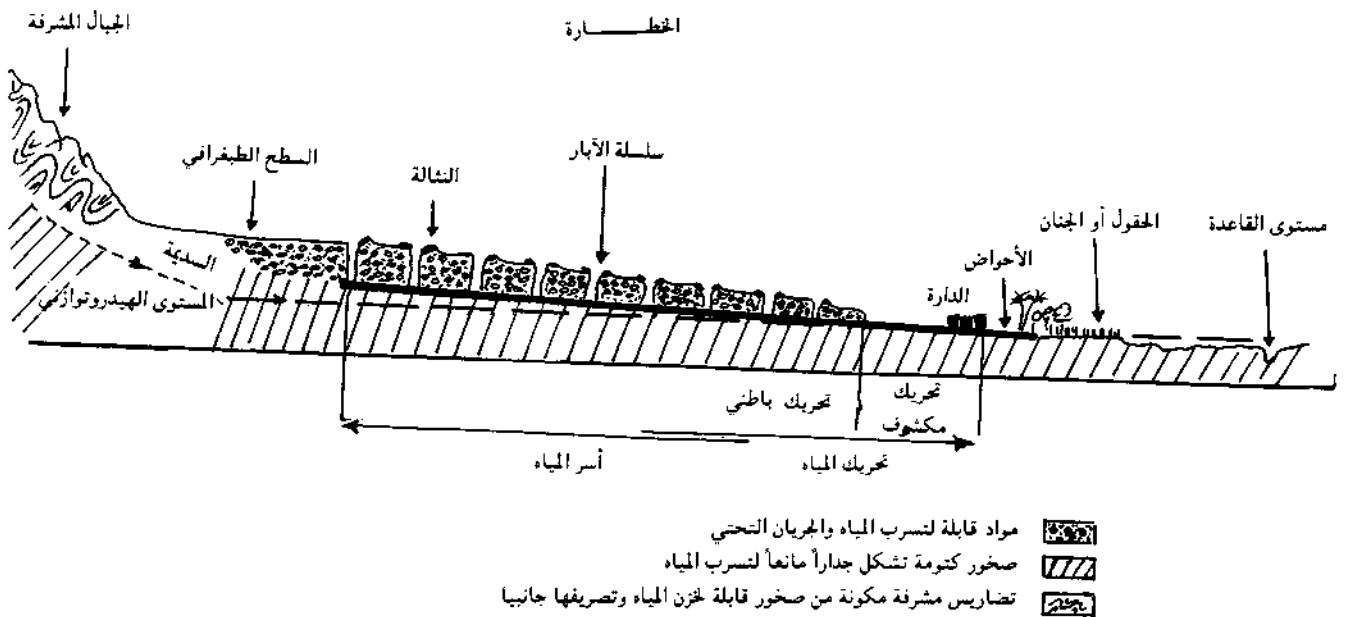 الخطـــــارة
الجبال المشرفة
السطح الطبغرافي
النثالة
سلسلة الآبار
الحقول أو الجنان
مستوى القاعدة
الأحواض
الدارة
السديمة
المستوى الهيدروتوازني
تحريك باطني
تحريك
مكشوف
أسر المياه
تحريك المياه
مواد قابلة لتسرب المياه والجريان التحتي
صخور كتومة تشكل جداراً مانعاً لتسرب المياه
تضاريس مشرفة مكونة من صخور قابلة لخزن المياه وتصريفها جانبيا